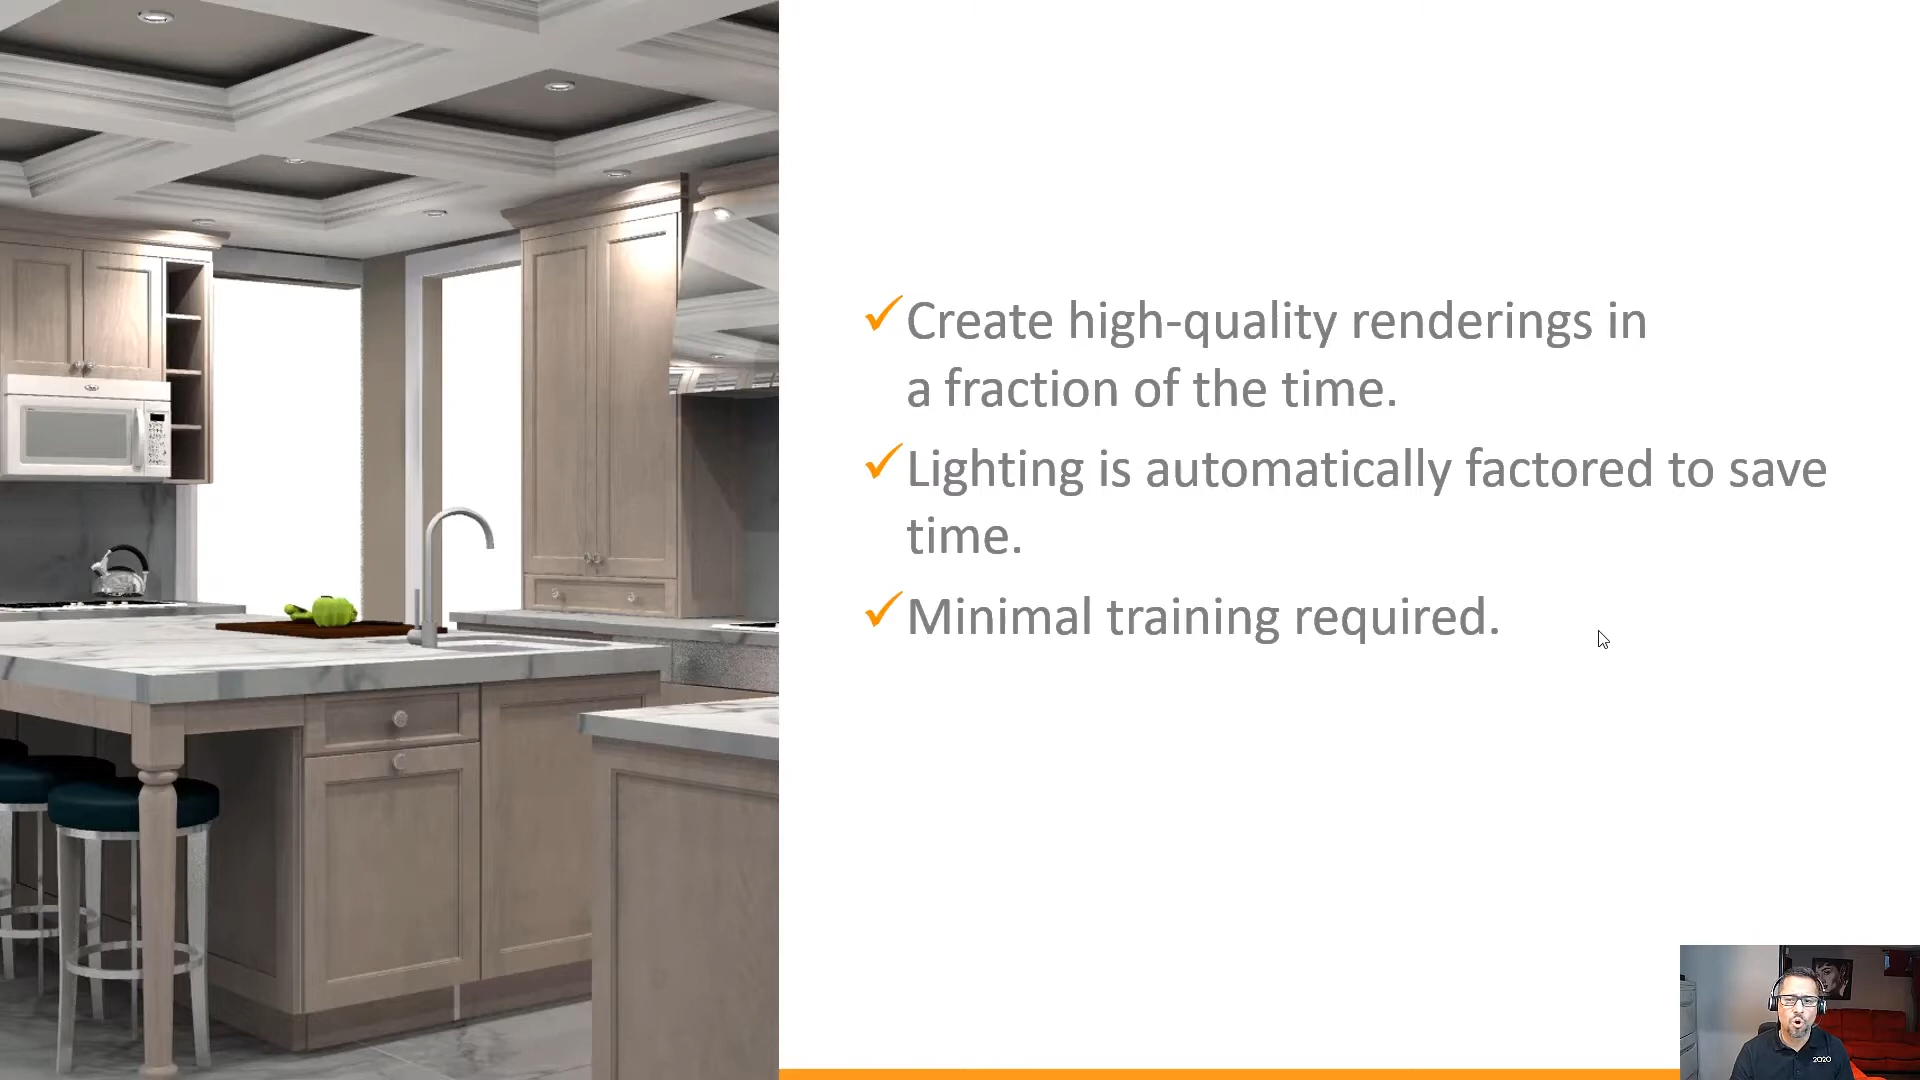 Create high-quality renderings in
a fraction of the time.
Lighting is automatically factored to save
time.
Minimal training required.
2020